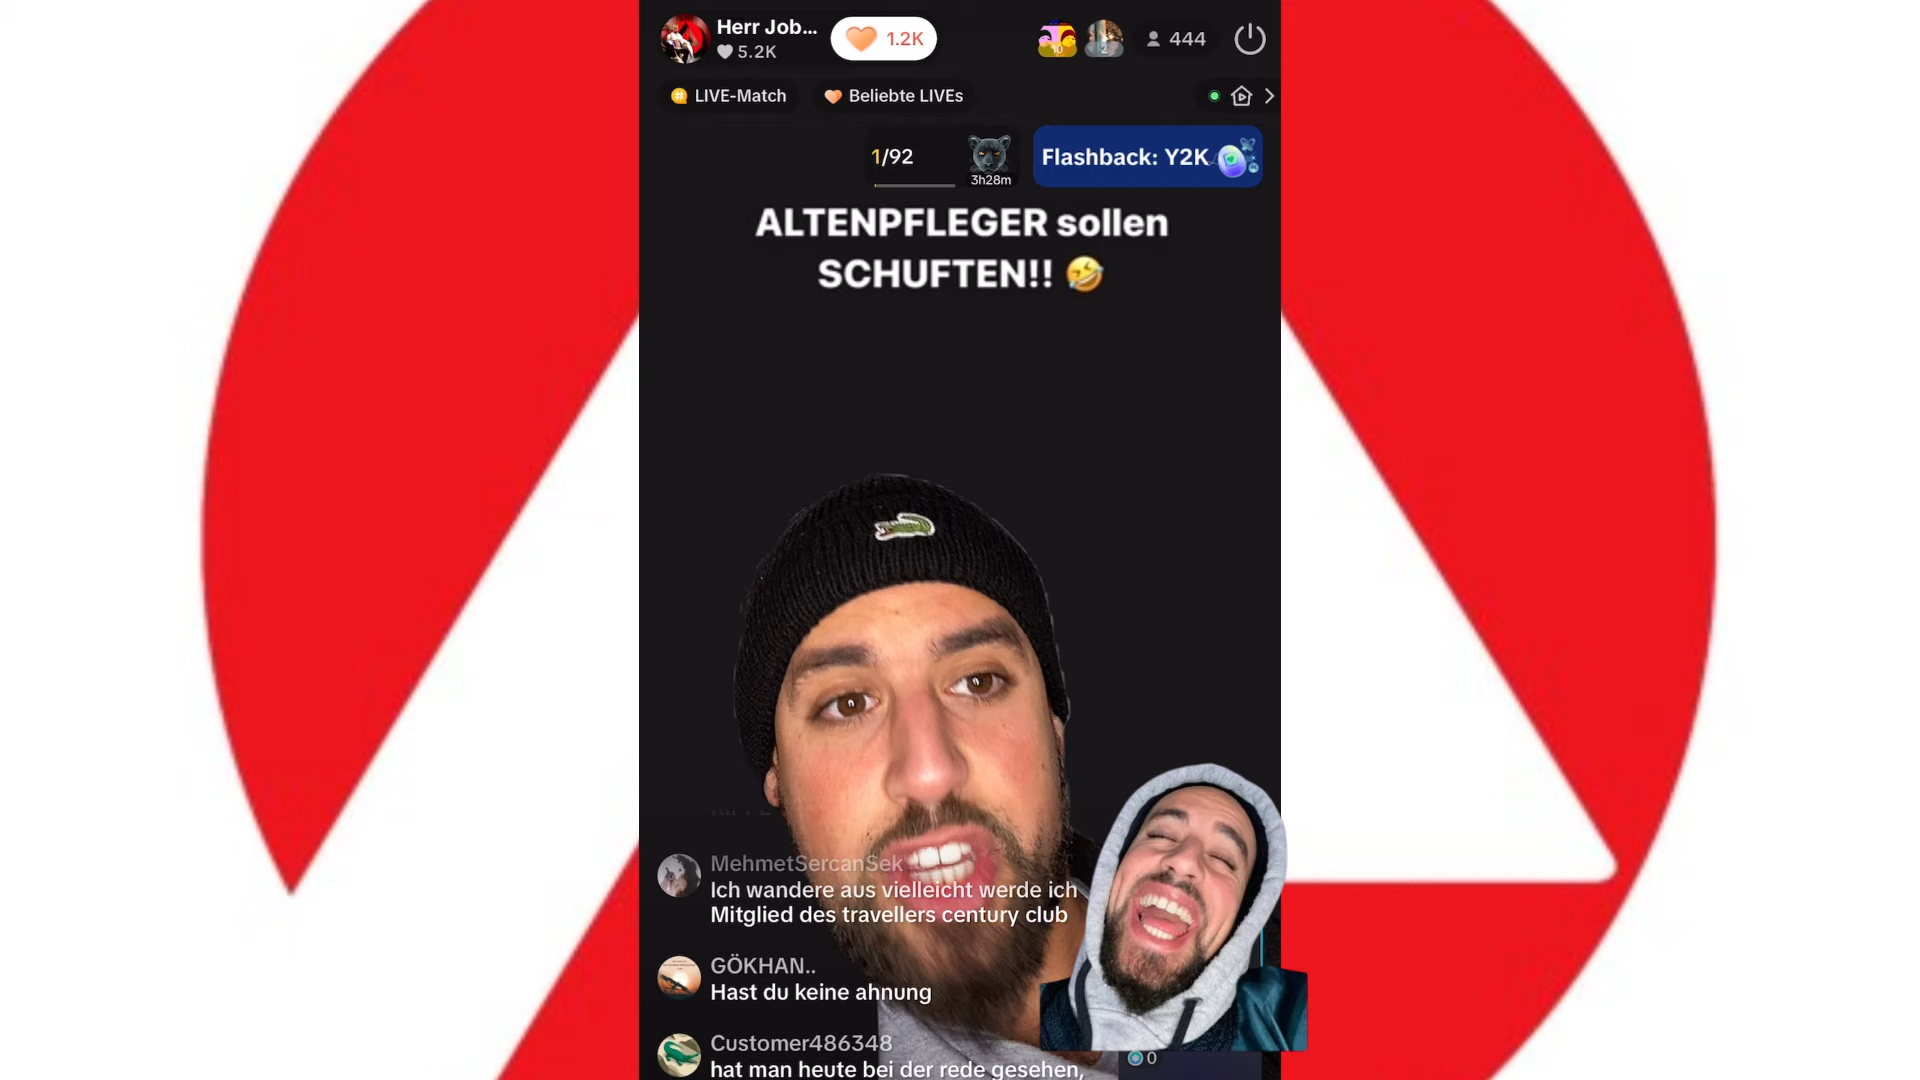 Herr Job...
5.2K
1.2K
10
2
444
LIVE-Match
Beliebte LIVEs
1/92
3h28m
Flashback: Y2K
ALTENPFLEGER sollen
SCHUFTEN!! 🤣
MehmetSercanSek
Ich wandere aus vielleicht werde ich
Mitglied des travellers century club
GÖKHAN..
Hast du keine ahnung
Customer486348
hat man heute bei der rede gesehen,
0